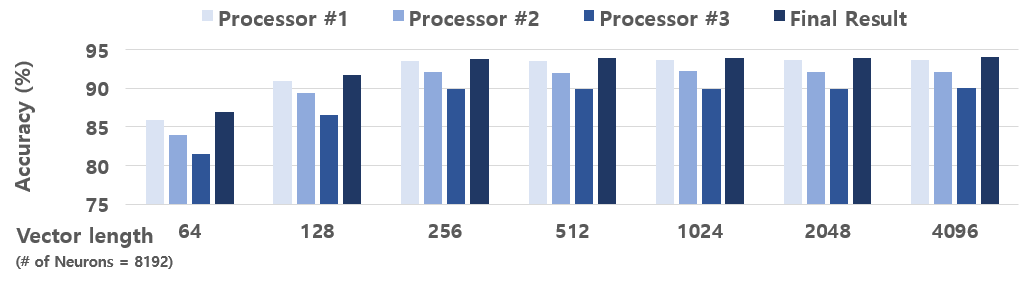 Processor #1 Processor #2 Processor #3 Final Result
Accuracy (%)
95
90
85
80
75
Vector length 64 128 256 512 1024 2048 4096
(# of Neurons = 8192)